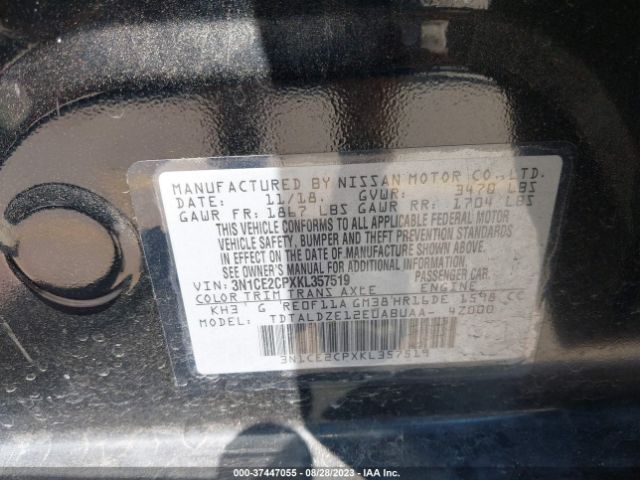 MANUFACTURED BY NISSAN MOTOR CO.,LTD.
DATE: 11/18. GVWR: 3470 LBS
GAWR FR: 1867 LBS GAWR RR: 1704 LBS
THIS VEHICLE CONFORMS TO ALL APPLICABLE FEDERAL MOTOR
VEHICLE SAFETY, BUMPER AND THEFT PREVENTION STANDARDS
IN EFFECT ON THE DATE OF MANUFACTURE SHOWN ABOVE.
SEE OWNER'S MANUAL FOR ADDITIONAL INFORMATION
VIN: 3N1CE2CPXKL357519 PASSENGER CAR
COLOR TRIM TRANS AXLE ENGINE
KH3 G RE0F11A GM38 HR16DE 1598 CC
MODEL: TDTALDZE12EUABUAA-9Z000
3N1CE2CPXKL357519
000-37447055 | 08/28/2023 | IAA Inc.